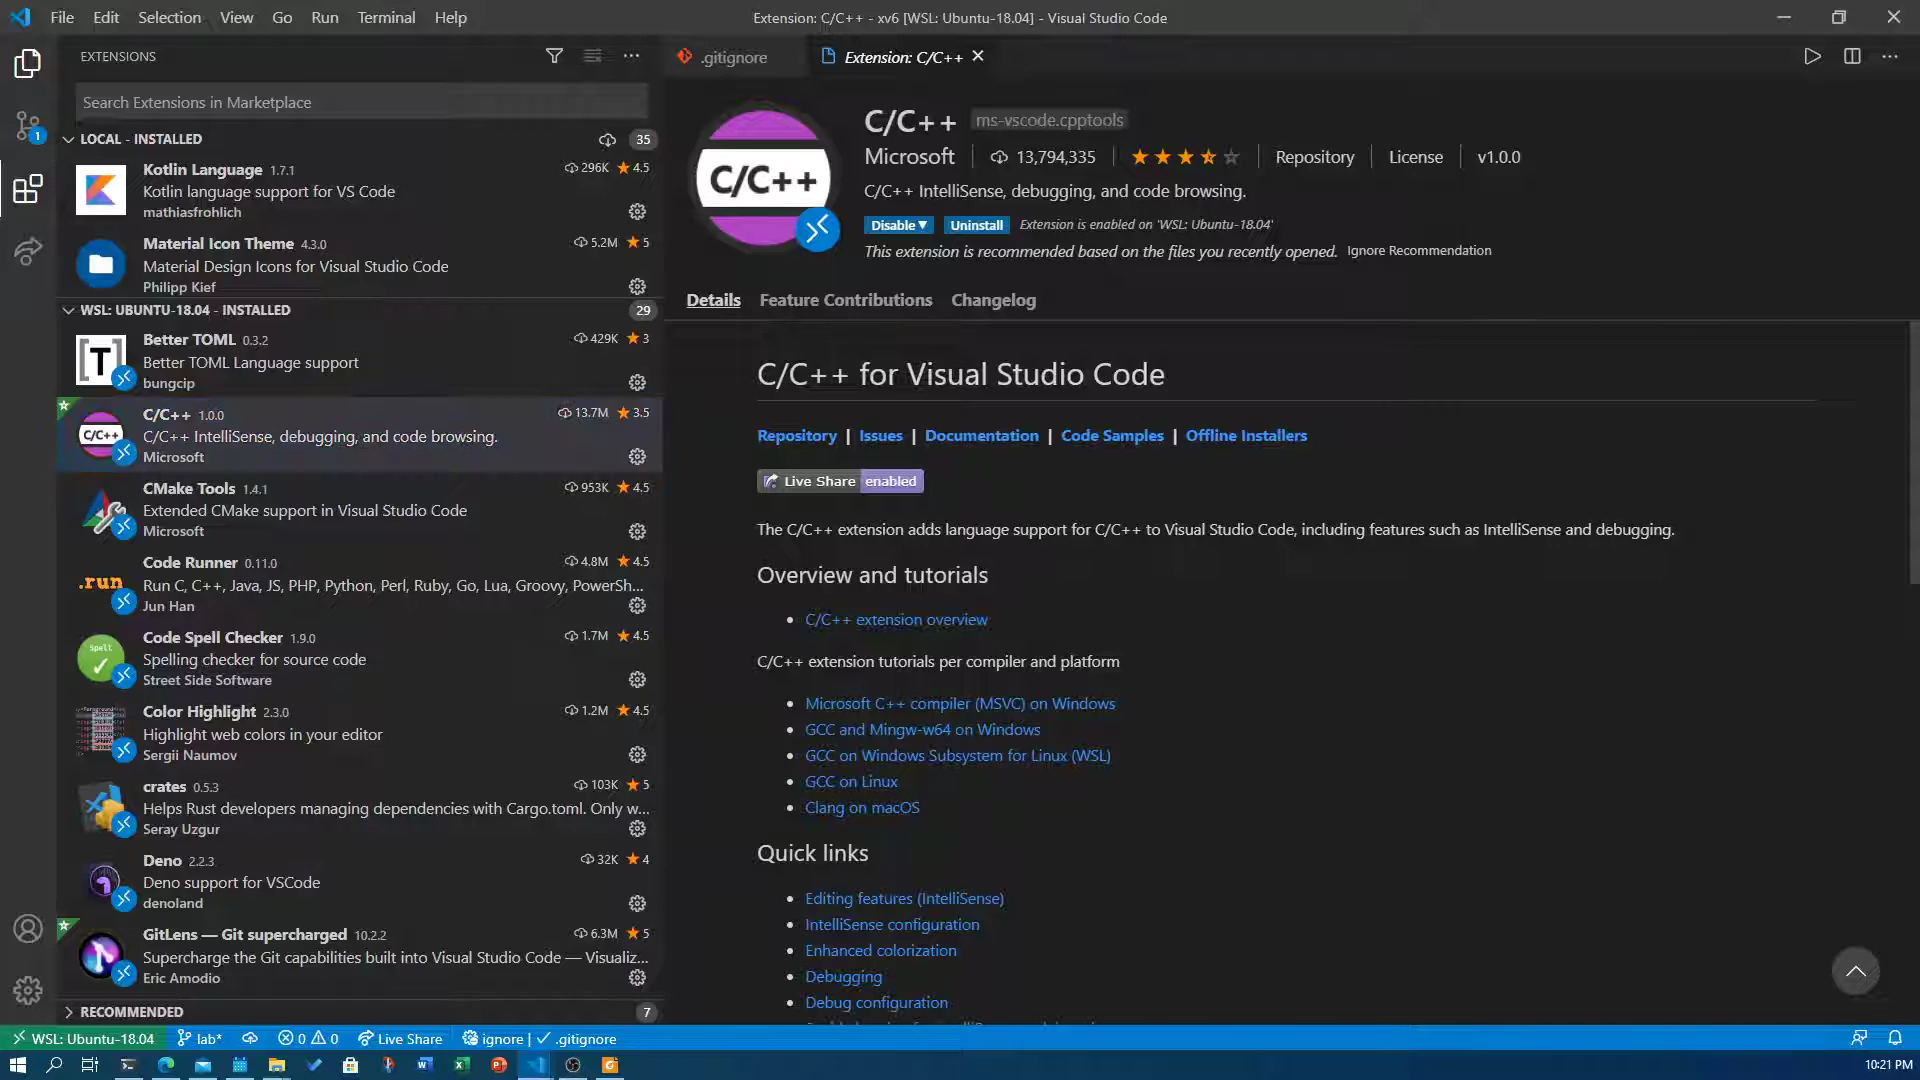 File Edit Selection View Go Run Terminal Help
Extension: C/C++ - xv6 [WSL: Ubuntu-18.04] - Visual Studio Code
EXTENSIONS
Search Extensions in Marketplace
LOCAL - INSTALLED 35
Kotlin Language 1.7.1 296K 4.5
Kotlin language support for VS Code
mathiasfrohlich
Material Icon Theme 4.3.0 5.2M 5
Material Design Icons for Visual Studio Code
Philipp Kief
WSL: UBUNTU-18.04 - INSTALLED 29
Better TOML 0.3.2 429K 3
Better TOML Language support
bungcip
C/C++ 1.0.0 13.7M 3.5
C/C++ IntelliSense, debugging, and code browsing.
Microsoft
CMake Tools 1.4.1 953K 4.5
Extended CMake support in Visual Studio Code
Microsoft
Code Runner 0.11.0 4.8M 4.5
Run C, C++, Java, JS, PHP, Python, Perl, Ruby, Go, Lua, Groovy, PowerSh...
Jun Han
Code Spell Checker 1.9.0 1.7M 4.5
Spelling checker for source code
Street Side Software
Color Highlight 2.3.0 1.2M 4.5
Highlight web colors in your editor
Sergii Naumov
crates 0.5.3 103K 5
Helps Rust developers managing dependencies with Cargo.toml. Only w...
Seray Uzgur
Deno 2.2.3 32K 4
Deno support for VSCode
denoland
GitLens — Git supercharged 10.2.2 6.3M 5
Supercharge the Git capabilities built into Visual Studio Code — Visualiz...
Eric Amodio
RECOMMENDED 7
.gitignore Extension: C/C++
C/C++
C/C++ ms-vscode.cpptools
Microsoft 13,794,335 Repository License v1.0.0
C/C++ IntelliSense, debugging, and code browsing.
Disable Uninstall Extension is enabled on 'WSL: Ubuntu-18.04'
This extension is recommended based on the files you recently opened. Ignore Recommendation
Details Feature Contributions Changelog
C/C++ for Visual Studio Code
Repository | Issues | Documentation | Code Samples | Offline Installers
Live Share enabled
The C/C++ extension adds language support for C/C++ to Visual Studio Code, including features such as IntelliSense and debugging.
Overview and tutorials
C/C++ extension overview
C/C++ extension tutorials per compiler and platform
Microsoft C++ compiler (MSVC) on Windows
GCC and Mingw-w64 on Windows
GCC on Windows Subsystem for Linux (WSL)
GCC on Linux
Clang on macOS
Quick links
Editing features (IntelliSense)
IntelliSense configuration
Enhanced colorization
Debugging
Debug configuration
WSL: Ubuntu-18.04 lab* 0 0 Live Share ignore | .gitignore
10:21 PM